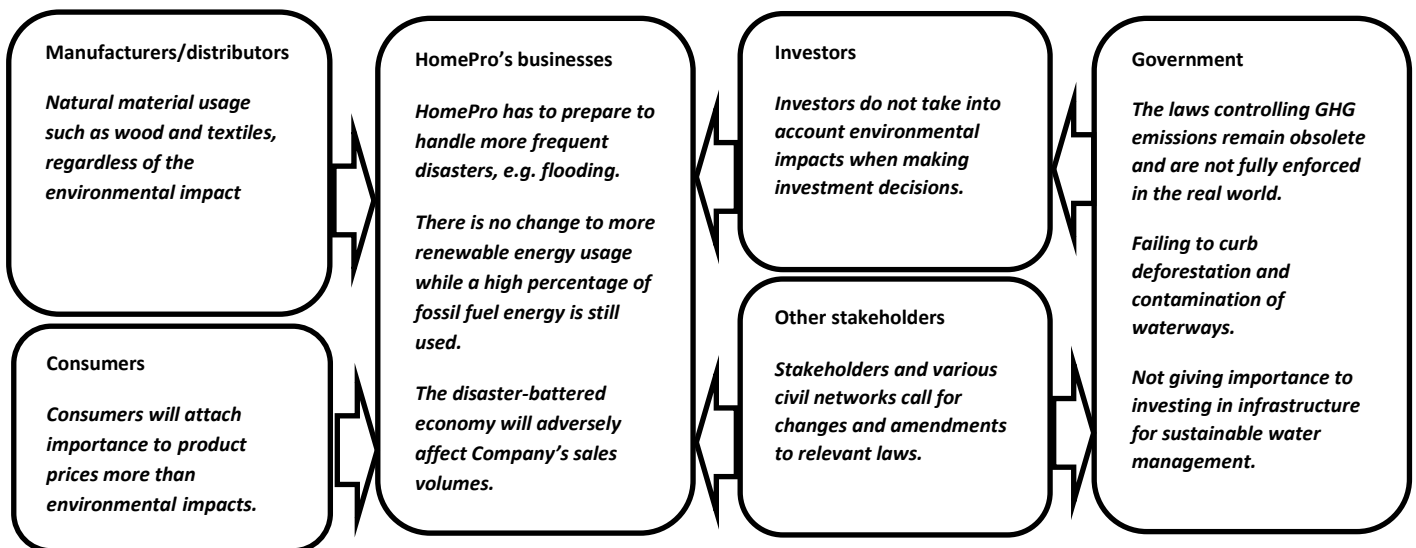 Manufacturers/distributors
Natural material usage
such as wood and textiles,
regardless of the
environmental impact
Consumers
Consumers will attach
importance to product
prices more than
environmental impacts.
HomePro's businesses
HomePro has to prepare to
handle more frequent
disasters, e.g. flooding.
There is no change to more
renewable energy usage
while a high percentage of
fossil fuel energy is still
used.
The disaster-battered
economy will adversely
affect Company's sales
volumes.
Investors
Investors do not take into
account environmental
impacts when making
investment decisions.
Other stakeholders
Stakeholders and various
civil networks call for
changes and amendments
to relevant laws.
Government
The laws controlling GHG
emissions remain obsolete
and are not fully enforced
in the real world.
Failing to curb
deforestation and
contamination of
waterways.
Not giving importance to
investing in infrastructure
for sustainable water
management.